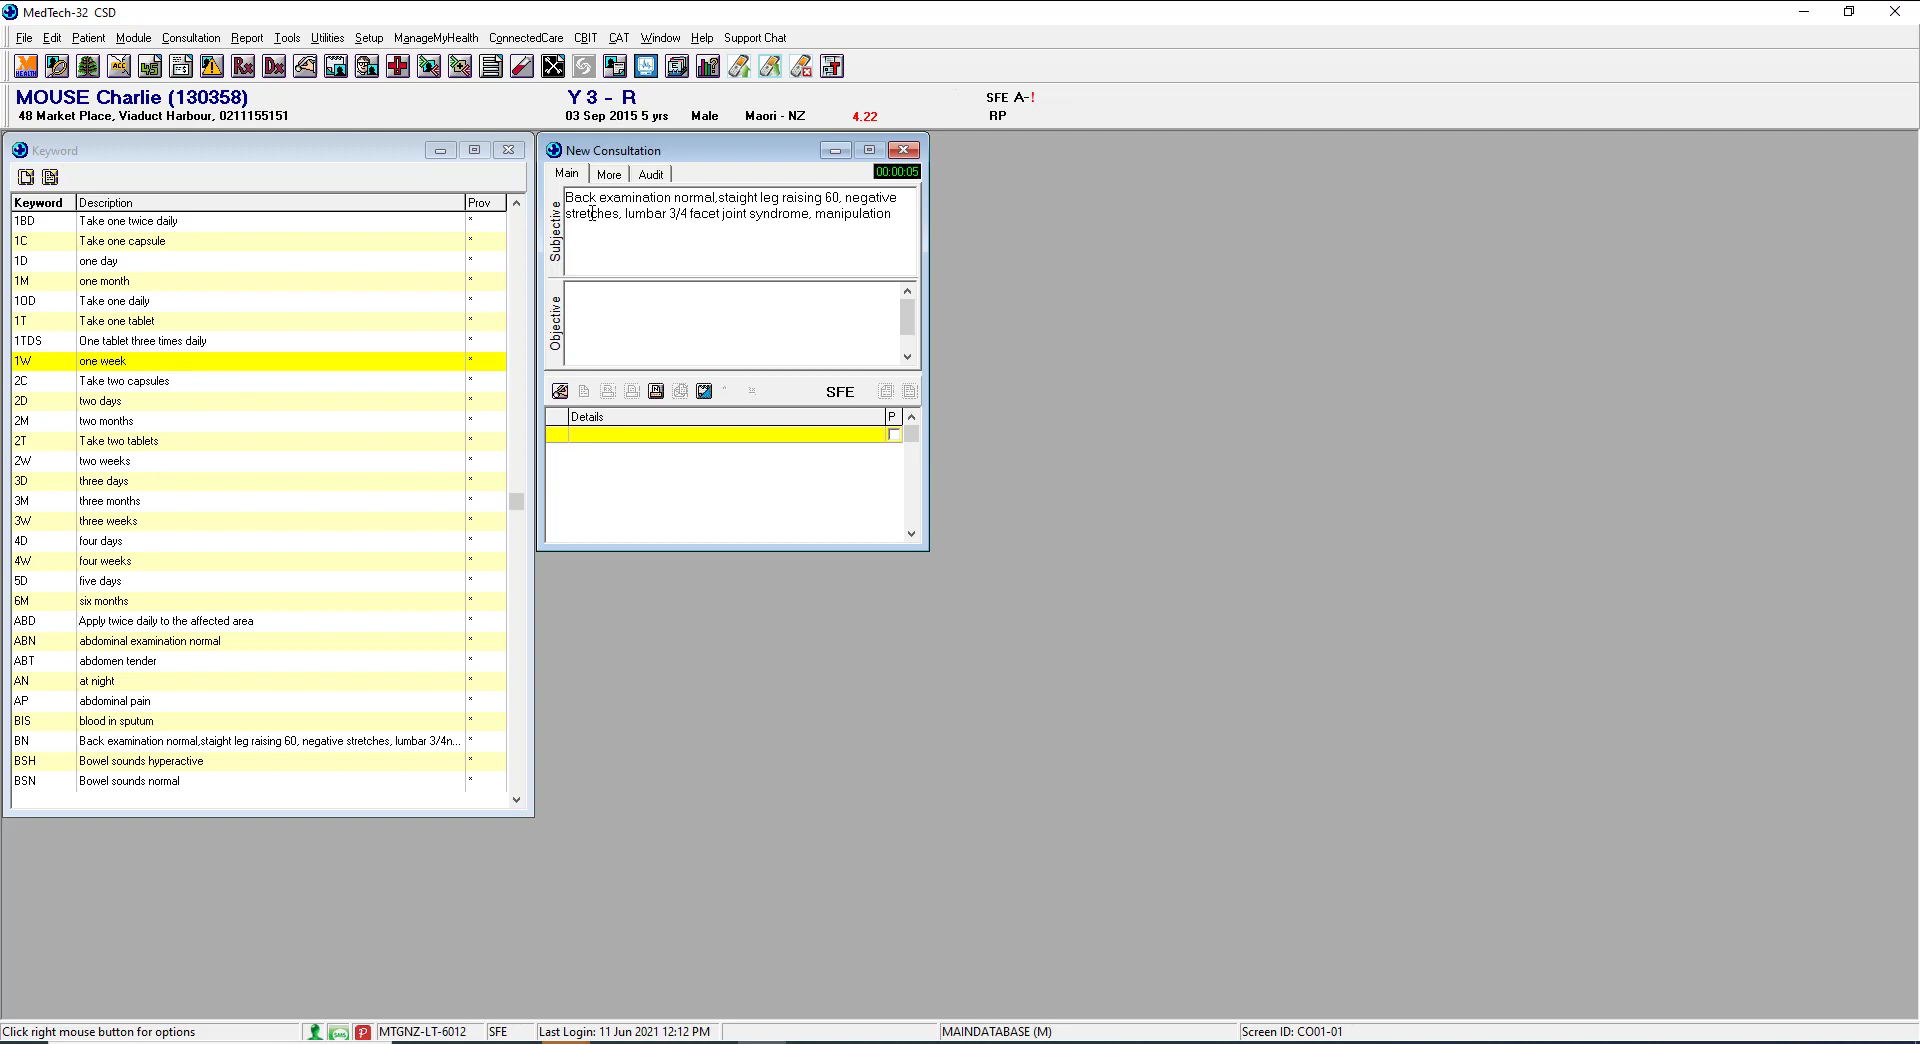 MedTech-32 CSD
File Edit Patient Module Consultation Report Tools Utilities Setup ManageMyHealth ConnectedCare CBIT CAT Window Help Support Chat
MOUSE Charlie (130358) Y 3 - R SFE A-!
48 Market Place, Viaduct Harbour, 0211155151 03 Sep 2015 5 yrs Male Maori - NZ 4.22 RP
Keyword
Keyword Description Prov
1BD Take one twice daily *
1C Take one capsule *
1D one day *
1M one month *
1OD Take one daily *
1T Take one tablet *
1TDS One tablet three times daily *
1W one week *
2C Take two capsules *
2D two days *
2M two months *
2T Take two tablets *
2W two weeks *
3D three days *
3M three months *
3W three weeks *
4D four days *
4W four weeks *
5D five days *
6M six months *
ABD Apply twice daily to the affected area *
ABN abdominal examination normal *
ABT abdomen tender *
AN at night *
AP abdominal pain *
BIS blood in sputum *
BN Back examination normal,staight leg raising 60, negative stretches, lumbar 3/4n... *
BSH Bowel sounds hyperactive *
BSN Bowel sounds normal *
New Consultation
Main More Audit 00:00:05
Subjective
Back examination normal,staight leg raising 60, negative
stretches, lumbar 3/4 facet joint syndrome, manipulation
Objective
SFE
Details P
Click right mouse button for options MTGNZ-LT-6012 SFE Last Login: 11 Jun 2021 12:12 PM MAINDATABASE (M) Screen ID: CO01-01